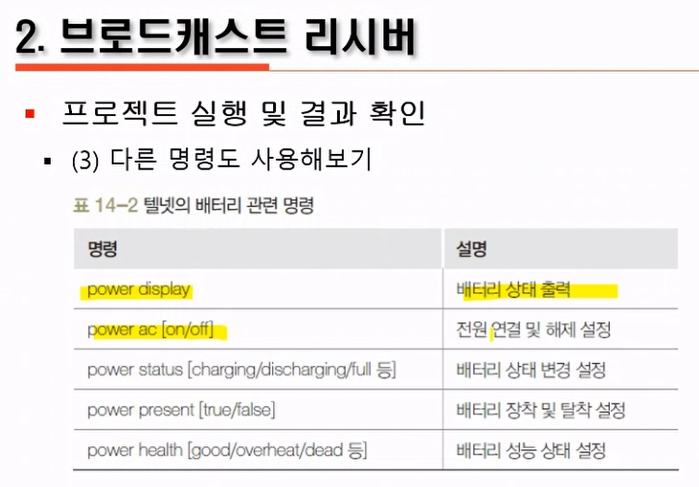 2. 브로드캐스트 리시버
프로젝트 실행 및 결과 확인
(3) 다른 명령도 사용해보기
표 14-2 텔넷의 배터리 관련 명령
명령 설명
power display 배터리 상태 출력
power ac [on/off] 전원 연결 및 해제 설정
power status [charging/discharging/full 등] 배터리 상태 변경 설정
power present [true/false] 배터리 장착 및 탈착 설정
power health [good/overheat/dead 등] 배터리 성능 상태 설정